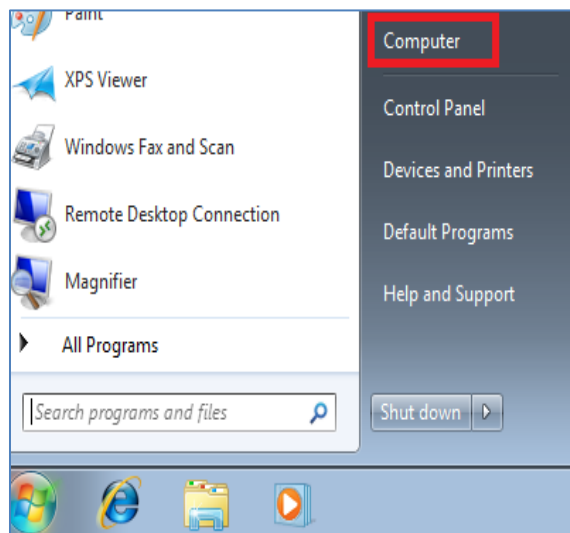 Paint
XPS Viewer
Windows Fax and Scan
Remote Desktop Connection
Magnifier
All Programs
Search programs and files
Computer
Control Panel
Devices and Printers
Default Programs
Help and Support
Shut down